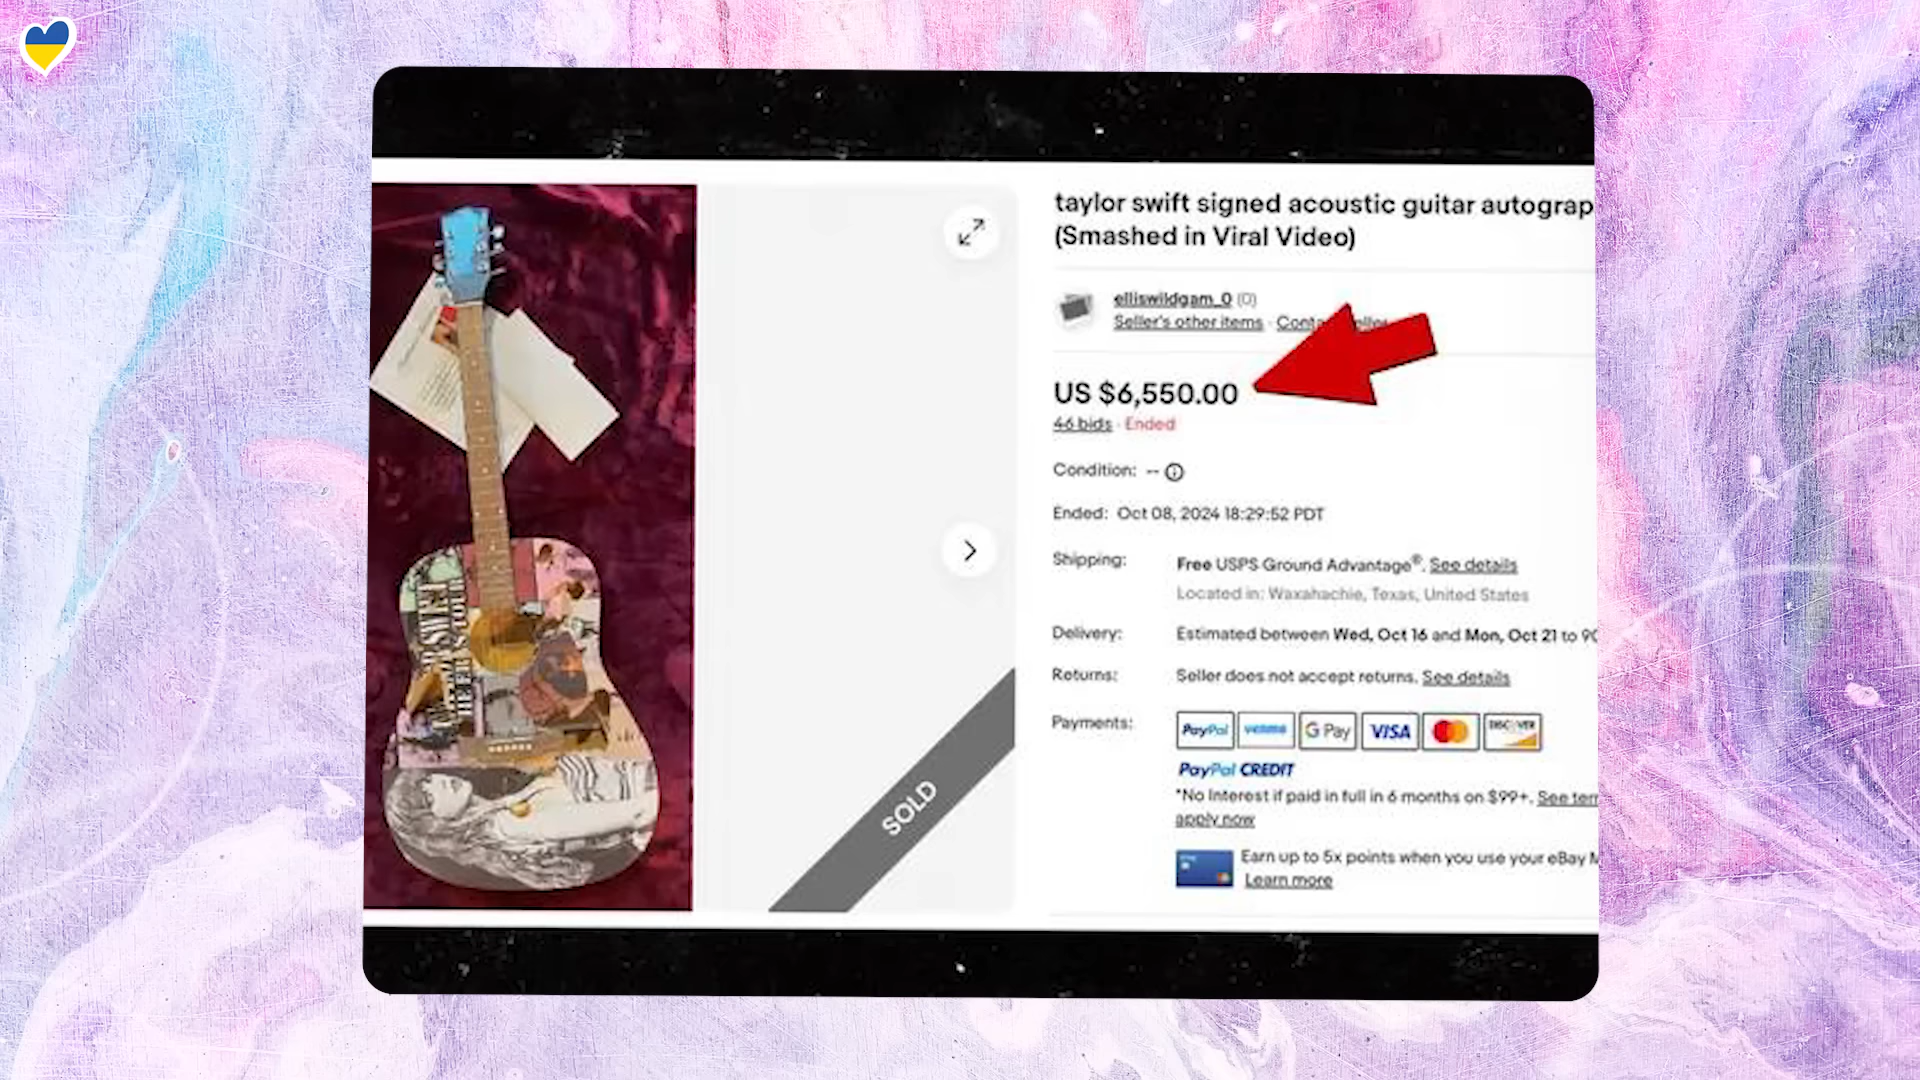 taylor swift signed acoustic guitar autograp
(Smashed in Viral Video)
elliswildgam_0 (0)
Seller's other items · Conta eller
US $6,550.00
46 bids · Ended
Condition: --
Ended: Oct 08, 2024 18:29:52 PDT
Shipping: Free USPS Ground Advantage®. See details
Located in: Waxahachie, Texas, United States
Delivery: Estimated between Wed, Oct 16 and Mon, Oct 21 to 90
Returns: Seller does not accept returns. See details
Payments: PayPal venmo G Pay VISA DISCOVER
PayPal CREDIT
*No Interest if paid in full in 6 months on $99+. See ter
apply now
Earn up to 5x points when you use your eBay M
Learn more
SOLD